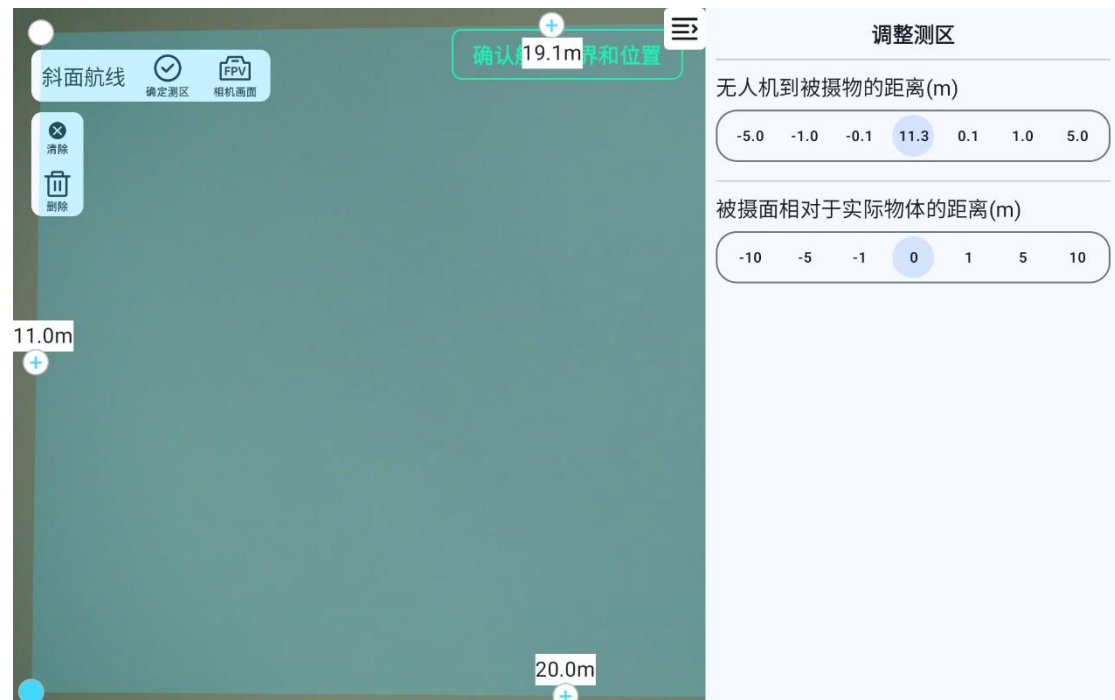 确认
19.1m
界和位置
斜面航线
确定测区
FPV
相机画面
清除
删除
11.0m
20.0m
调整测区
无人机到被摄物的距离(m)
-5.0 -1.0 -0.1 11.3 0.1 1.0 5.0
被摄面相对于实际物体的距离(m)
-10 -5 -1 0 1 5 10